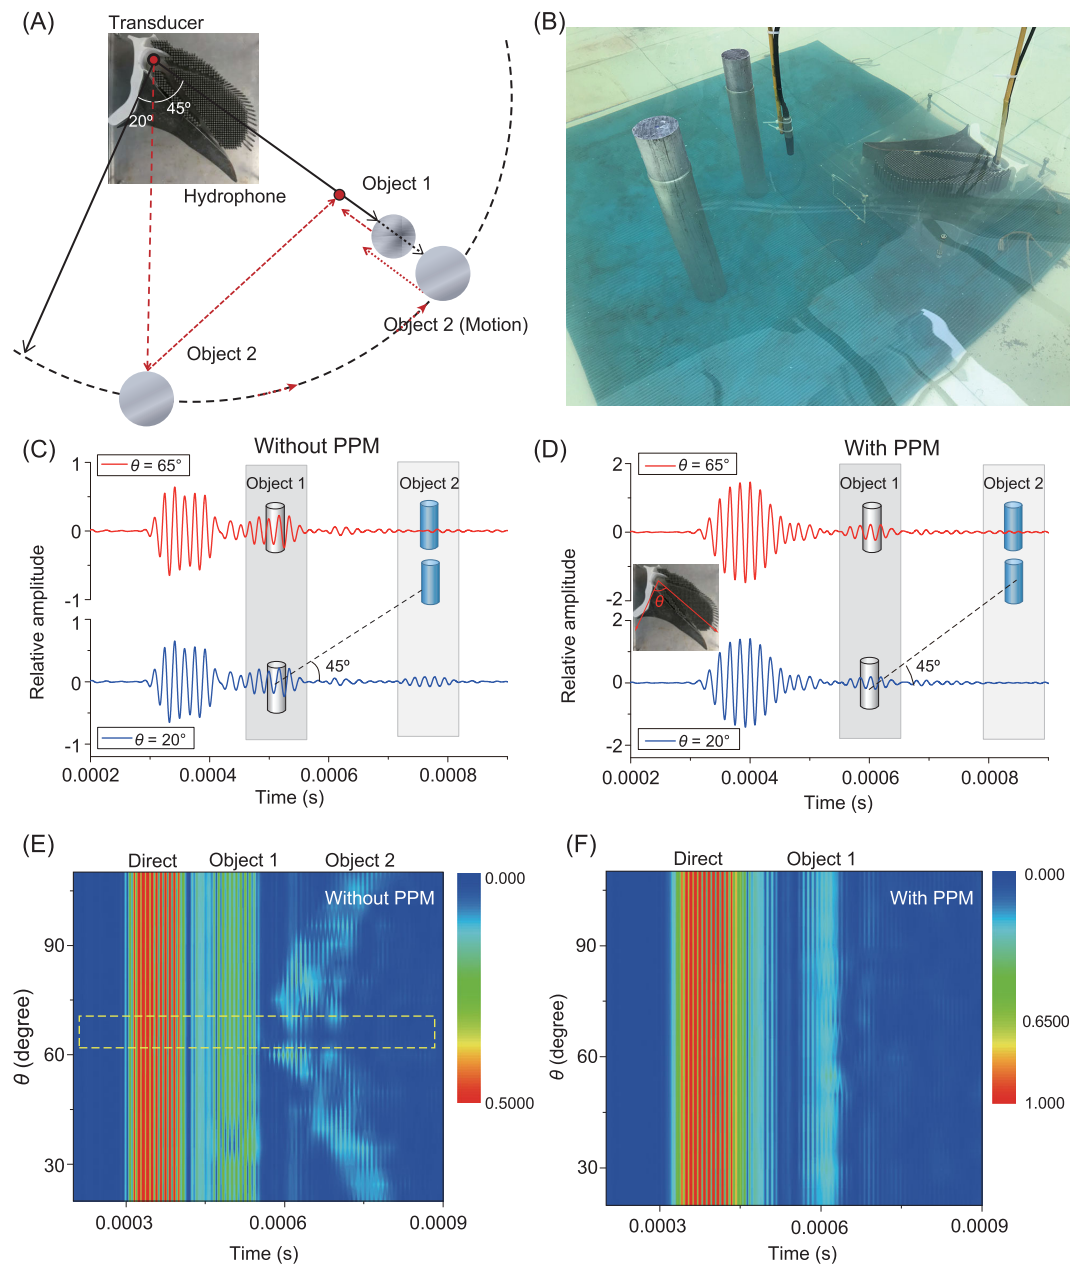 (A)
Transducer
45°
20°
Hydrophone
Object 1
Object 2 (Motion)
Object 2
(B)
(C)
Without PPM
θ = 65°
Object 1
Object 2
1
0
-1
1
0
-1
Relative amplitude
45°
θ = 20°
0.0002
0.0004
0.0006
0.0008
Time (s)
(D)
With PPM
θ = 65°
Object 1
Object 2
2
0
-2
2
0
-2
Relative amplitude
θ
45°
θ = 20°
0.0002
0.0004
0.0006
0.0008
Time (s)
(E)
Direct
Object 1
Object 2
Without PPM
90
60
30
θ (degree)
0.0003
0.0006
0.0009
Time (s)
0.000
0.5000
(F)
Direct
Object 1
With PPM
90
60
30
θ (degree)
0.0003
0.0006
0.0009
Time (s)
0.000
0.6500
1.000